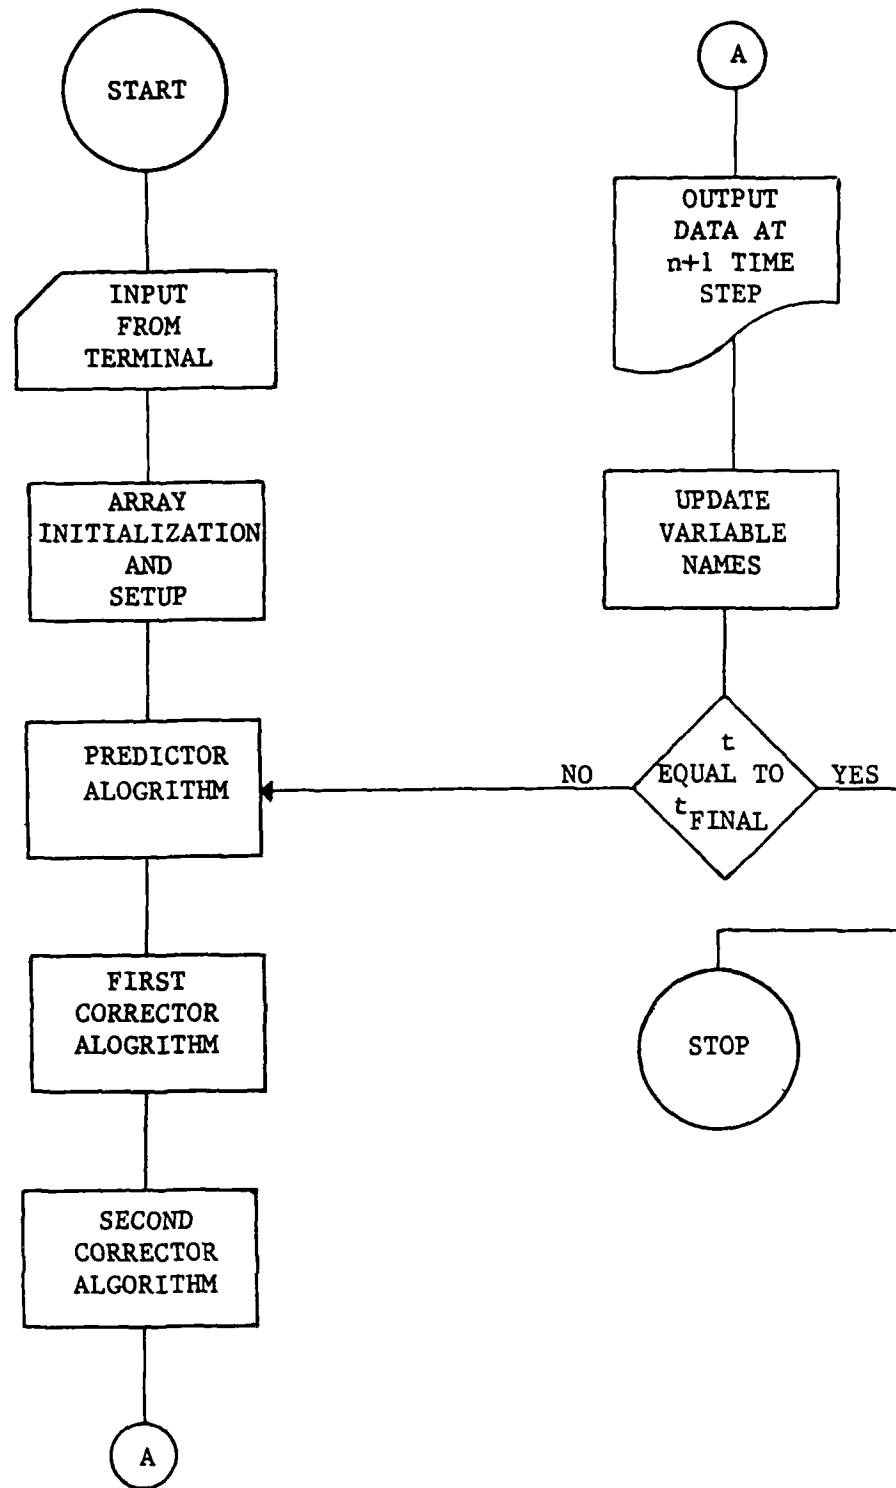 START
INPUT
FROM
TERMINAL
ARRAY
INITIALIZATION
AND
SETUP
PREDICTOR
ALOGRITHM
FIRST
CORRECTOR
ALOGRITHM
SECOND
CORRECTOR
ALGORITHM
A
A
OUTPUT
DATA AT
n+1 TIME
STEP
UPDATE
VARIABLE
NAMES
t
EQUAL TO
tFINAL
NO
YES
STOP